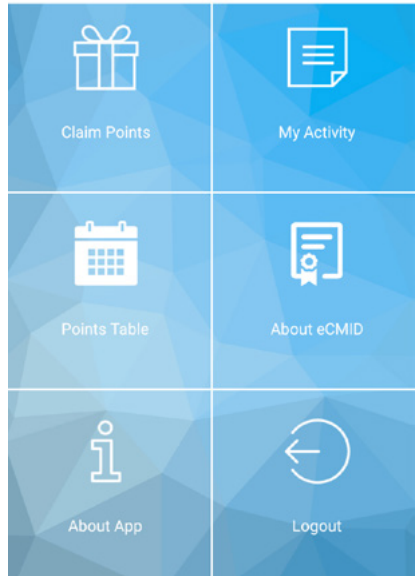 Claim Points
My Activity
Points Table
About eCMID
About App
Logout